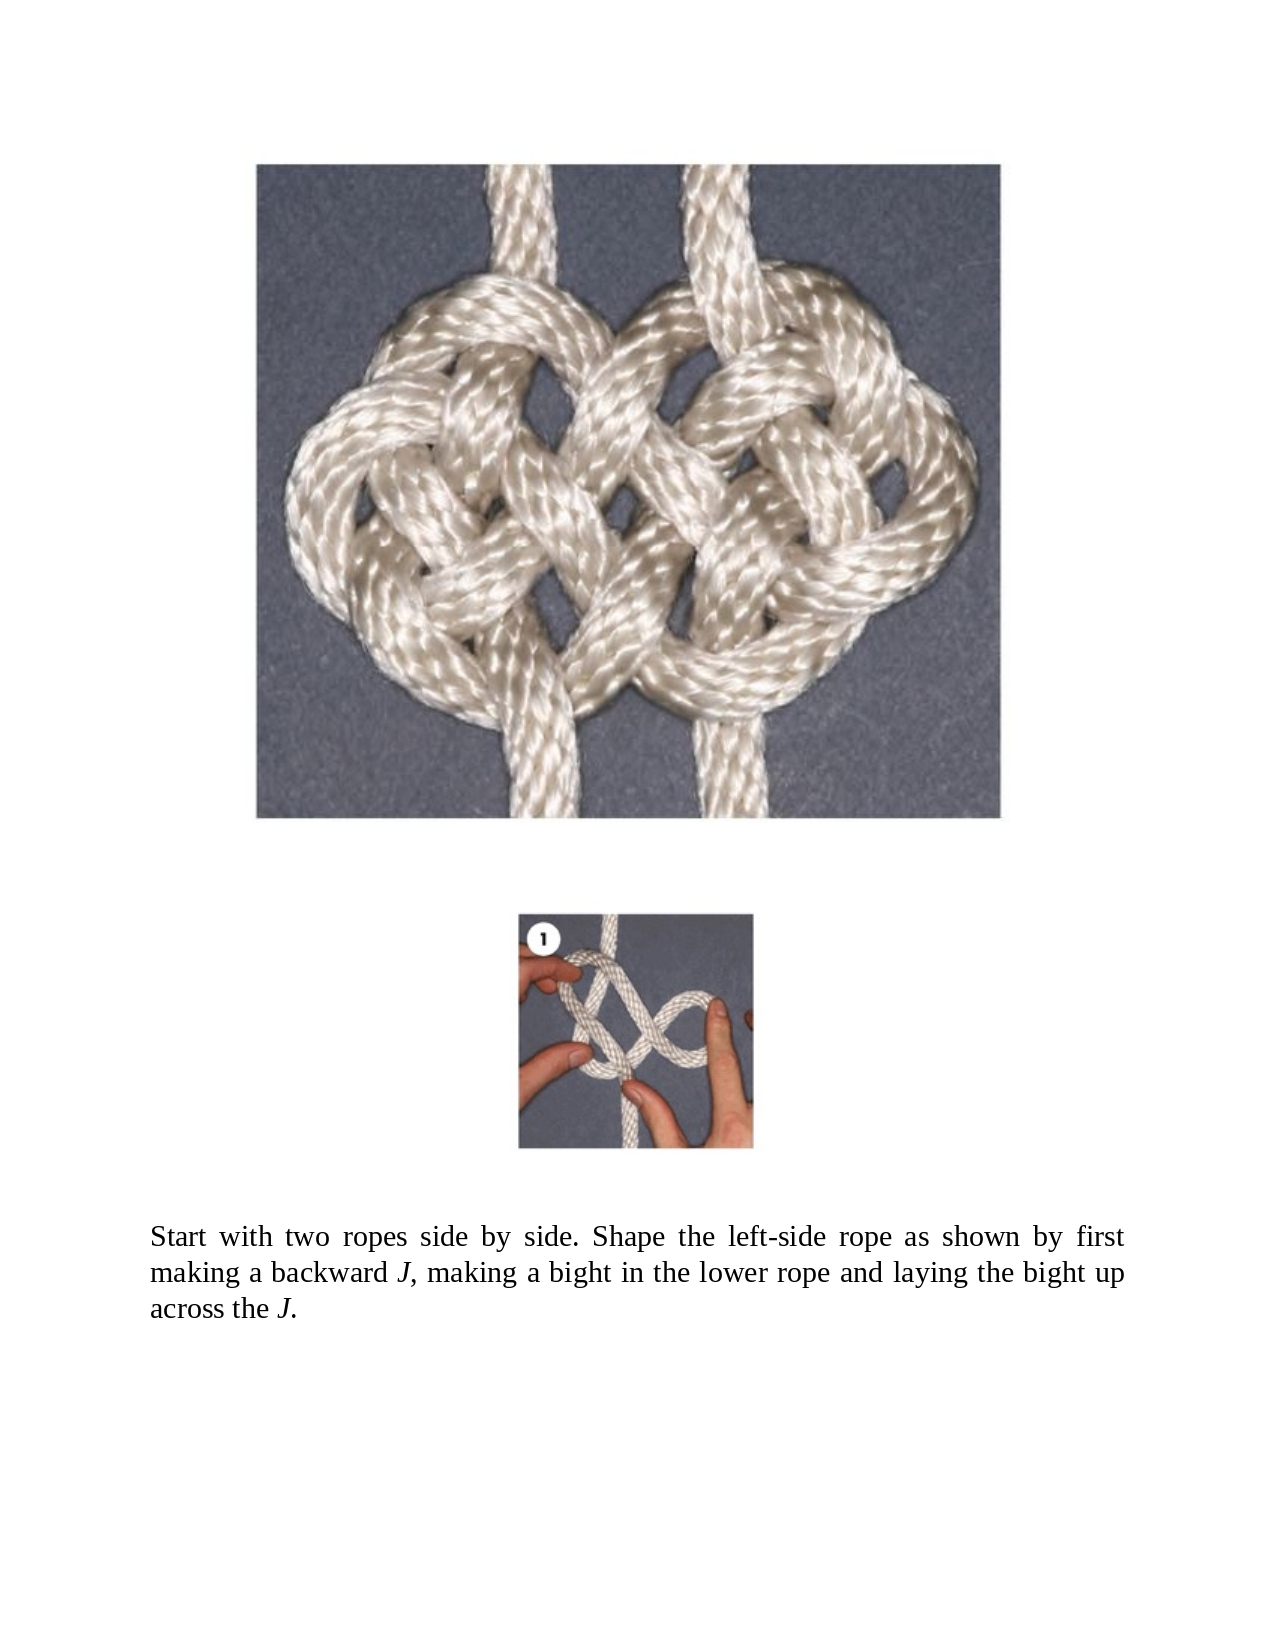 1
Start with two ropes side by side. Shape the left-side rope as shown by first
making a backward J, making a bight in the lower rope and laying the bight up
across the J.